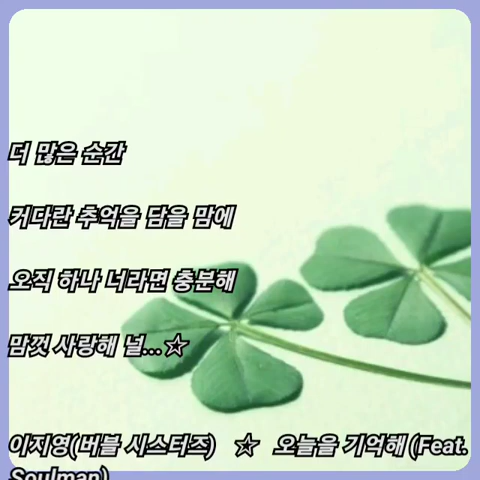 더 많은 순간
커다란 추억을 담을 맘에
오직 하나 너라면 충분해
맘껏 사랑해 널...☆
이지영(버블 시스터즈) ☆ 오늘을 기억해 (Feat.
Soulman)